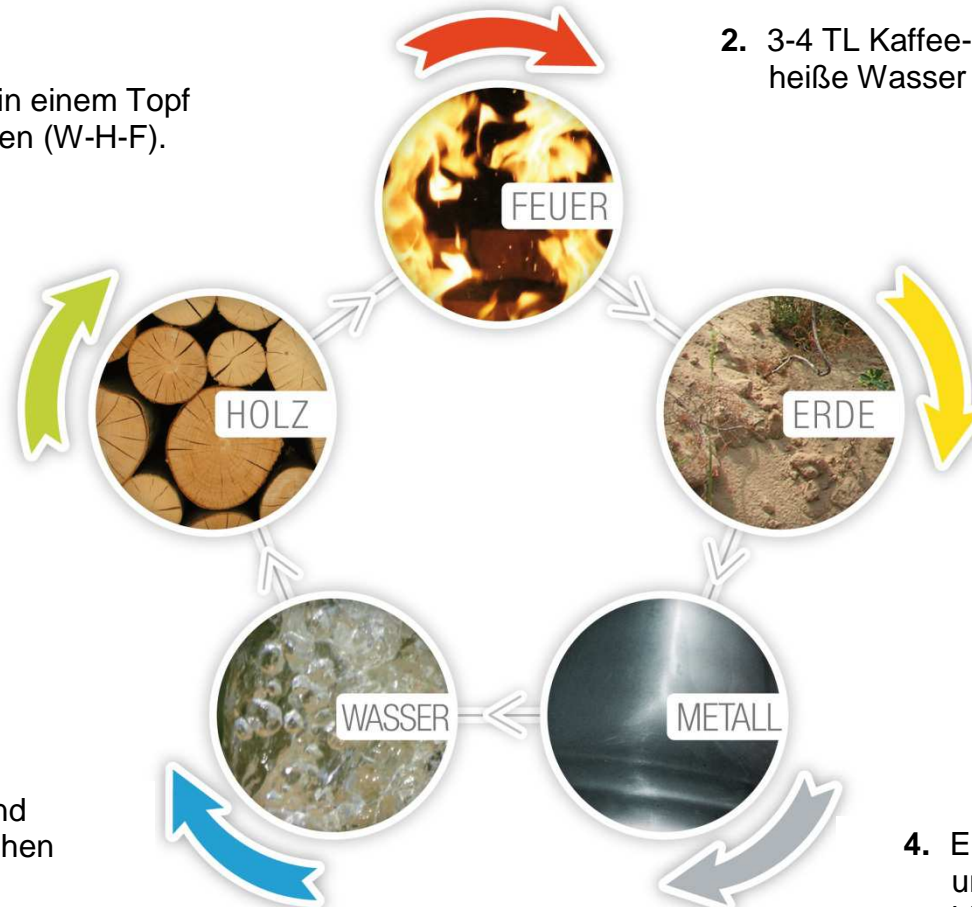 2. 3-4 TL Kaffee-
heiße Wasser
in einem Topf
en (W-H-F).
FEUER
HOLZ
ERDE
WASSER
METALL
nd
hen
4. E